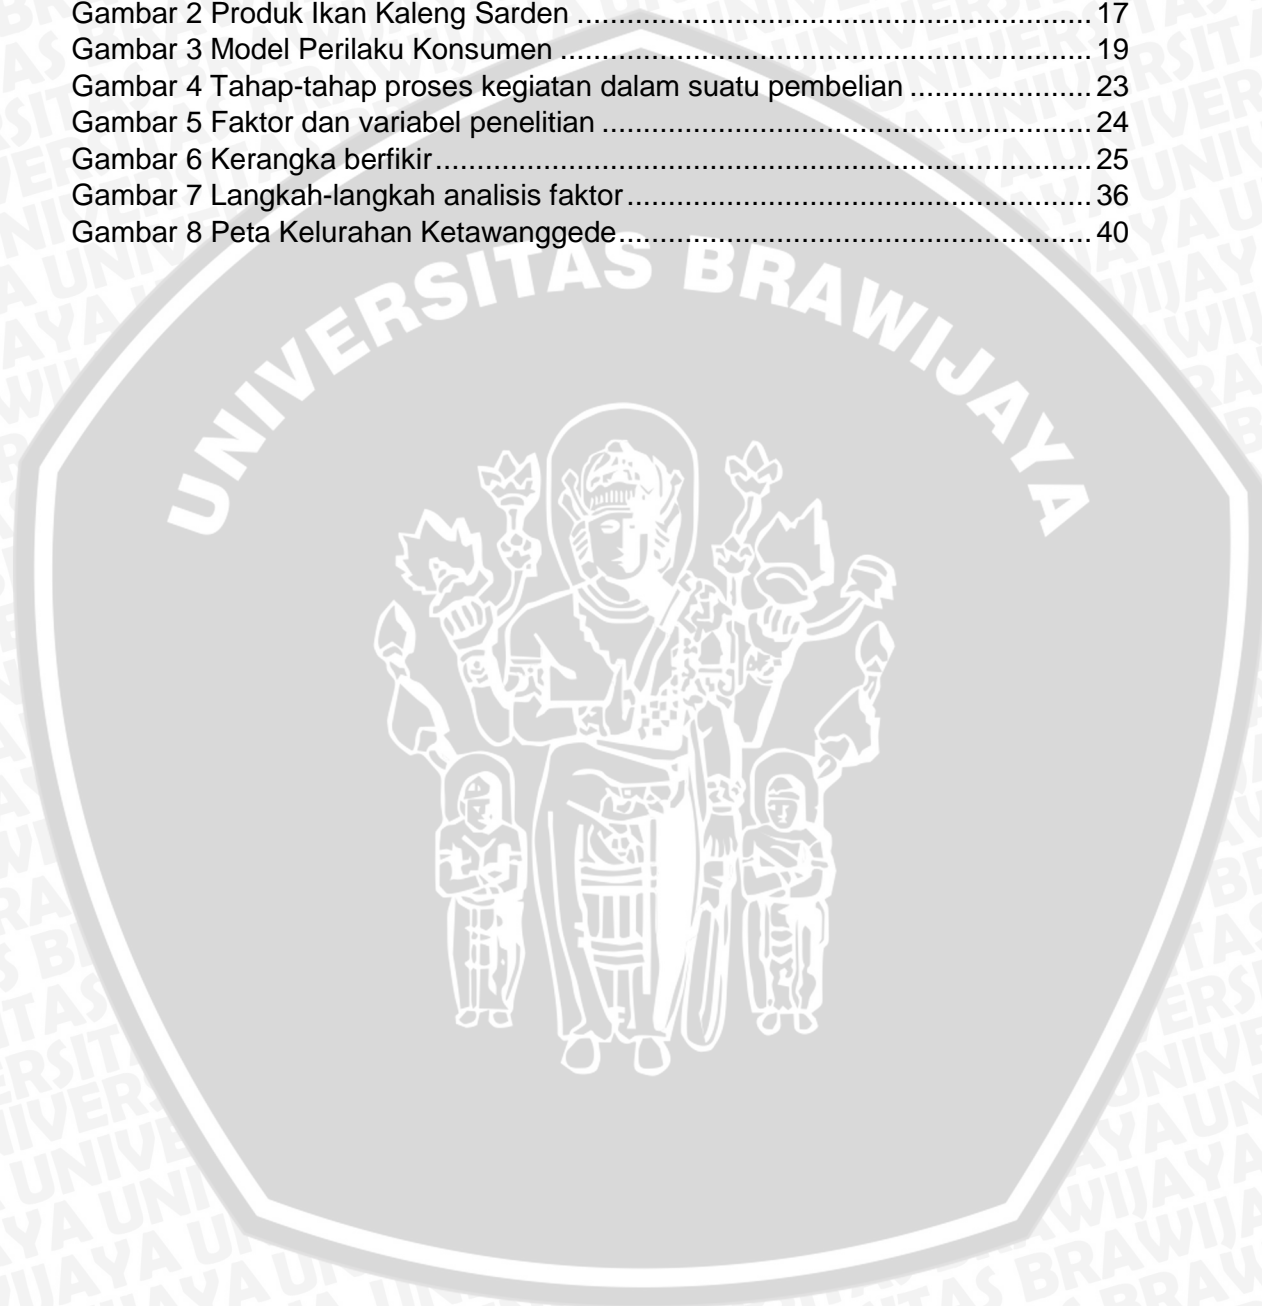 Gambar 2 Produk Ikan Kaleng Sarden ................................................................ 17
Gambar 3 Model Perilaku Konsumen .................................................................. 19
Gambar 4 Tahap-tahap proses kegiatan dalam suatu pembelian ...................... 23
Gambar 5 Faktor dan variabel penelitian ............................................................. 24
Gambar 6 Kerangka berfikir ................................................................................. 25
Gambar 7 Langkah-langkah analisis faktor .......................................................... 36
Gambar 8 Peta Kelurahan Ketawanggede........................................................... 40
UNIVERSITAS BRAWIJAYA